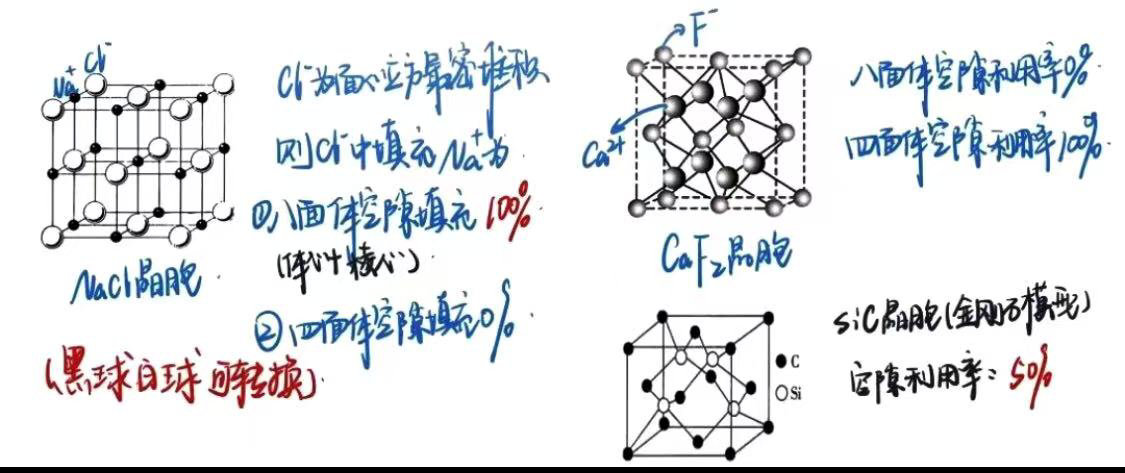 Cl⁻
Na⁺
Cl⁻为面心立方最密堆积
则Cl⁻中填充Na⁺为
①八面体空隙填充100%.
(体心+棱心).
②四面体空隙填充0%
NaCl晶胞.
(黑球白球可转换).
F⁻
Ca²⁺
CaF₂晶胞
八面体空隙利用率0%.
四面体空隙利用率100%.
C
Si
SiC晶胞(金刚石模型)
空隙利用率：50%